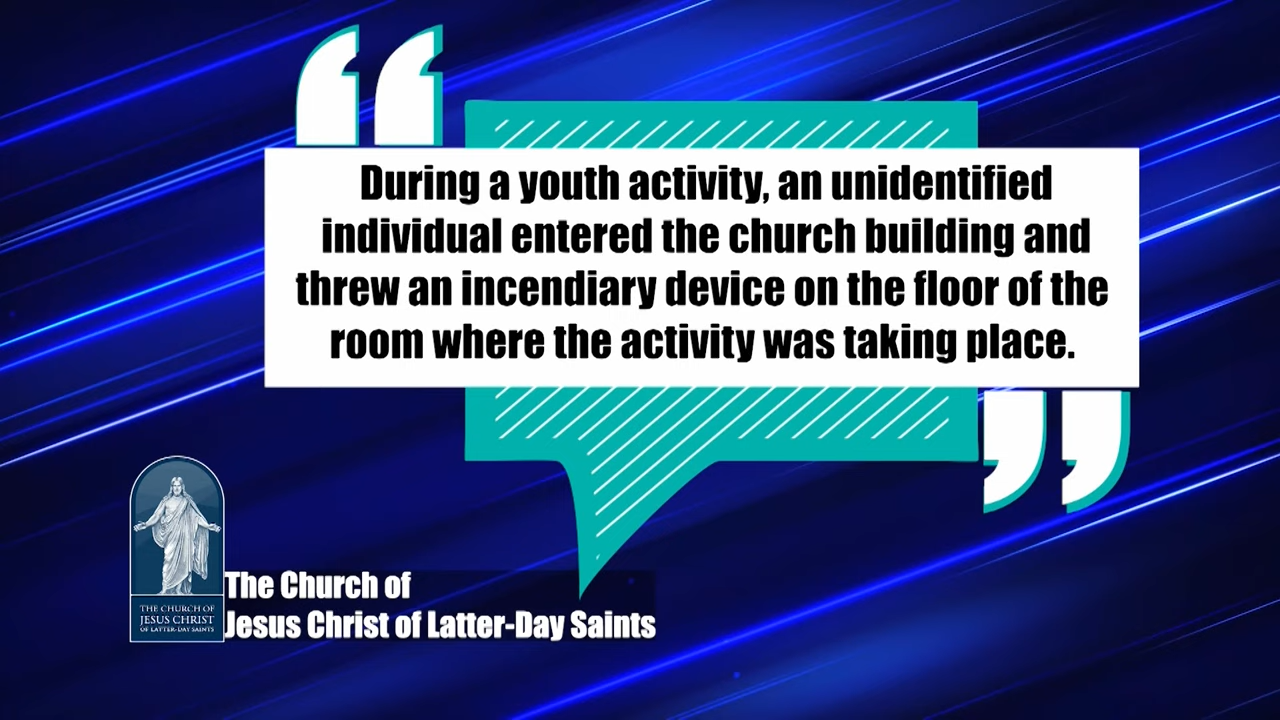 During a youth activity, an unidentified
individual entered the church building and
threw an incendiary device on the floor of the
room where the activity was taking place.
The Church of
Jesus Christ of Latter-Day Saints
THE CHURCH OF
JESUS CHRIST
OF LATTER-DAY SAINTS